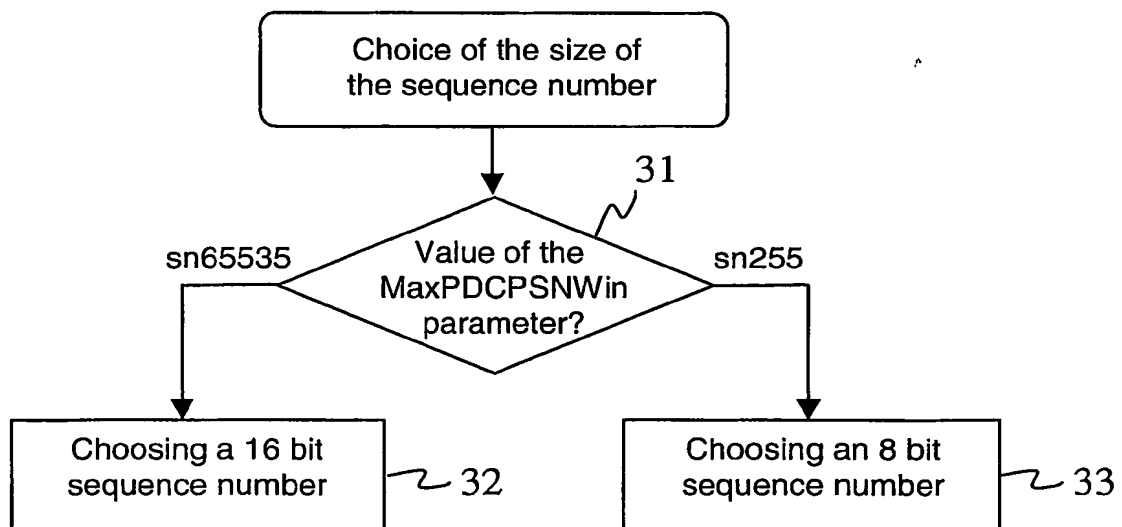 Choice of the size of
the sequence number
31
Value of the
MaxPDCPSNWin
parameter?
sn65535
sn255
Choosing a 16 bit
sequence number
32
Choosing an 8 bit
sequence number
33